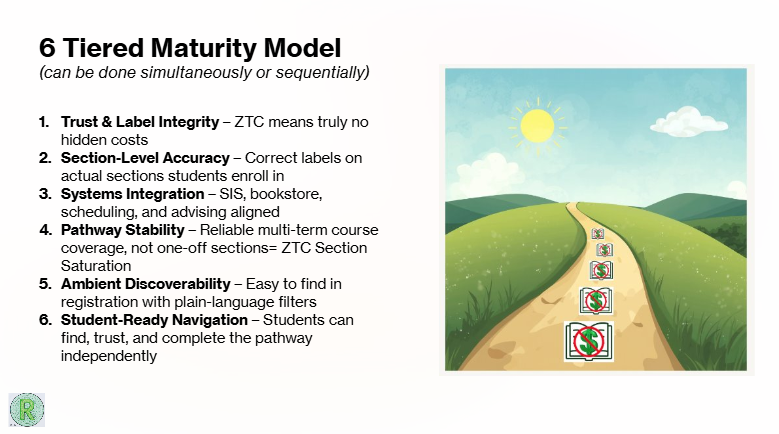 6 Tiered Maturity Model
(can be done simultaneously or sequentially)
1. Trust & Label Integrity – ZTC means truly no
hidden costs
2. Section-Level Accuracy – Correct labels on
actual sections students enroll in
3. Systems Integration – SIS, bookstore,
scheduling, and advising aligned
4. Pathway Stability – Reliable multi-term course
coverage, not one-off sections= ZTC Section
Saturation
5. Ambient Discoverability – Easy to find in
registration with plain-language filters
6. Student-Ready Navigation – Students can
find, trust, and complete the pathway
independently
$
$
$
$
$
R